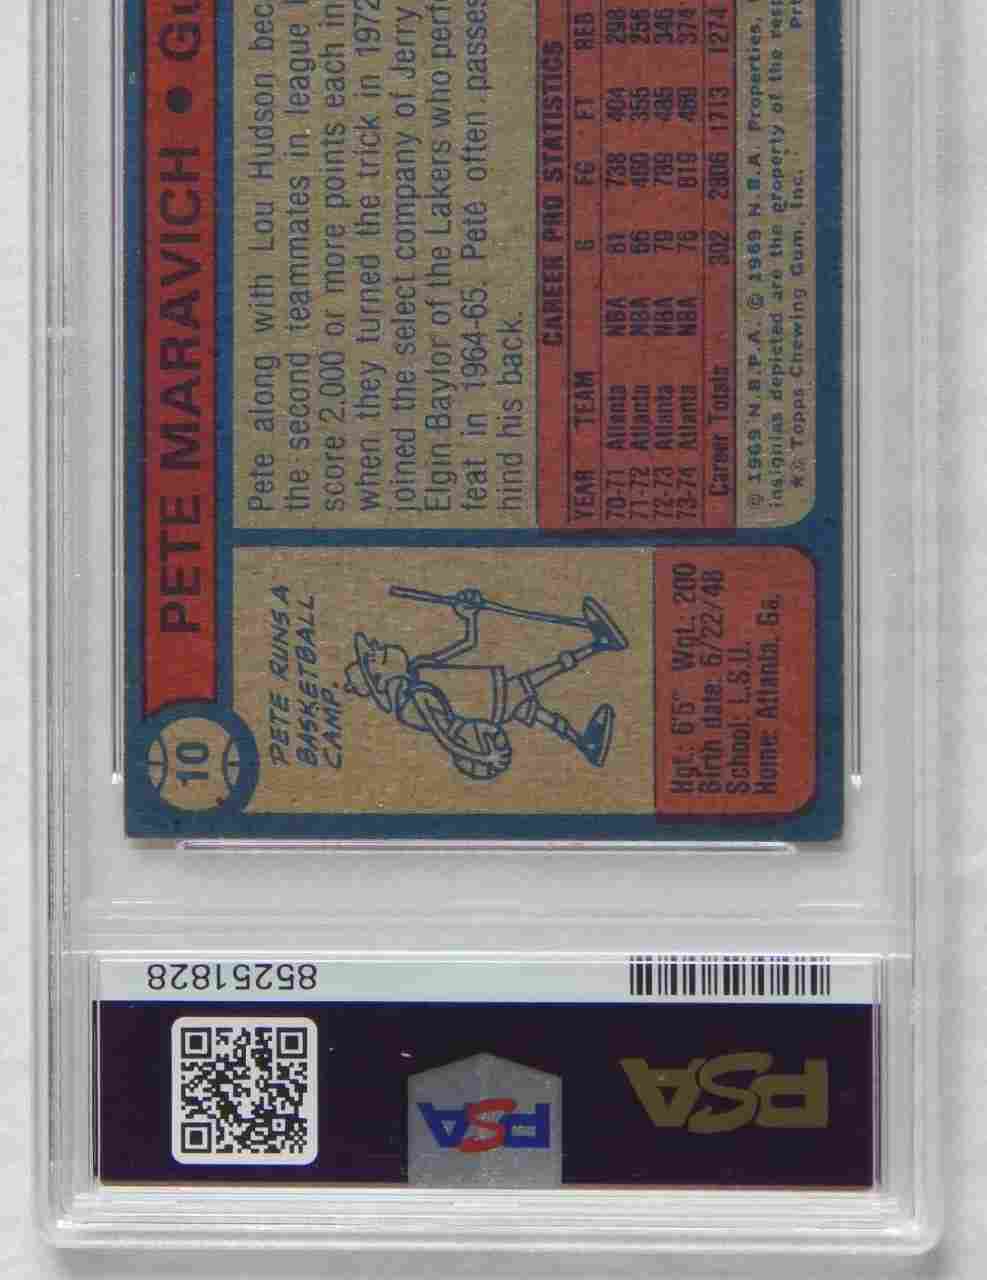 10
PETE MARAVICH • GU
PETE RUNS A
BASKETBALL
CAMP.
Hgt: 6'5" Wgt. 200
Birth date: 6/22/48
School: L.S.U.
Home: Atlanta, Ga.
Pete along with Lou Hudson bec
the second teammates in league
score 2,000 or more points each in
when they turned the trick in 1972
joined the select company of Jerry
Elgin Baylor of the Lakers who perf
feat in 1964-65. Pete often passes
hind his back.
CAREER PRO STATISTICS
YEAR TEAM G FG FT REB
70-71 Atlanta NBA 81 738 404 298
71-72 Atlanta NBA 66 460 355 256
72-73 Atlanta NBA 79 789 485 346
73-74 Atlanta NBA 76 819 469 374
Career Totals 302 2806 1713 1274
© 1969 N.B.P.A. © 1969 N.B.A. Properties,
insignias depicted are the property of the resp
*© Topps Chewing Gum, Inc. Pri
85251828
PSA
PSA